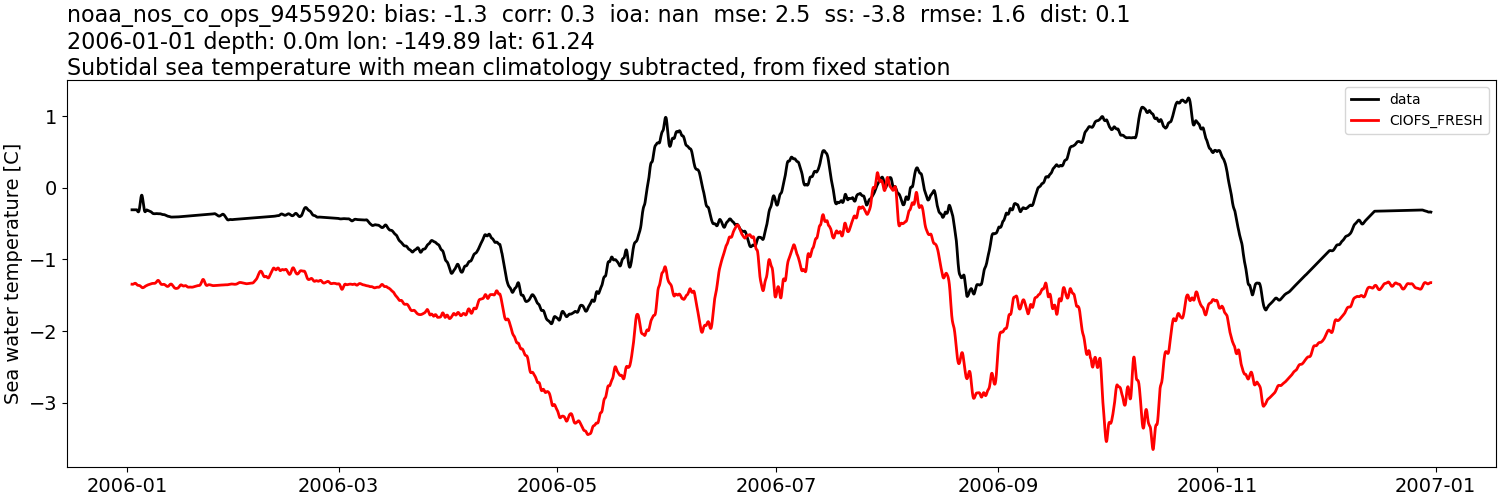 noaa_nos_co_ops_9455920: bias: -1.3  corr: 0.3  ioa: nan  mse: 2.5  ss: -3.8  rmse: 1.6  dist: 0.1
2006-01-01 depth: 0.0m lon: -149.89 lat: 61.24
Subtidal sea temperature with mean climatology subtracted, from fixed station
data
CIOFS_FRESH
Sea water temperature [C]
1
0
−1
−2
−3
2006-01 2006-03 2006-05 2006-07 2006-09 2006-11 2007-01